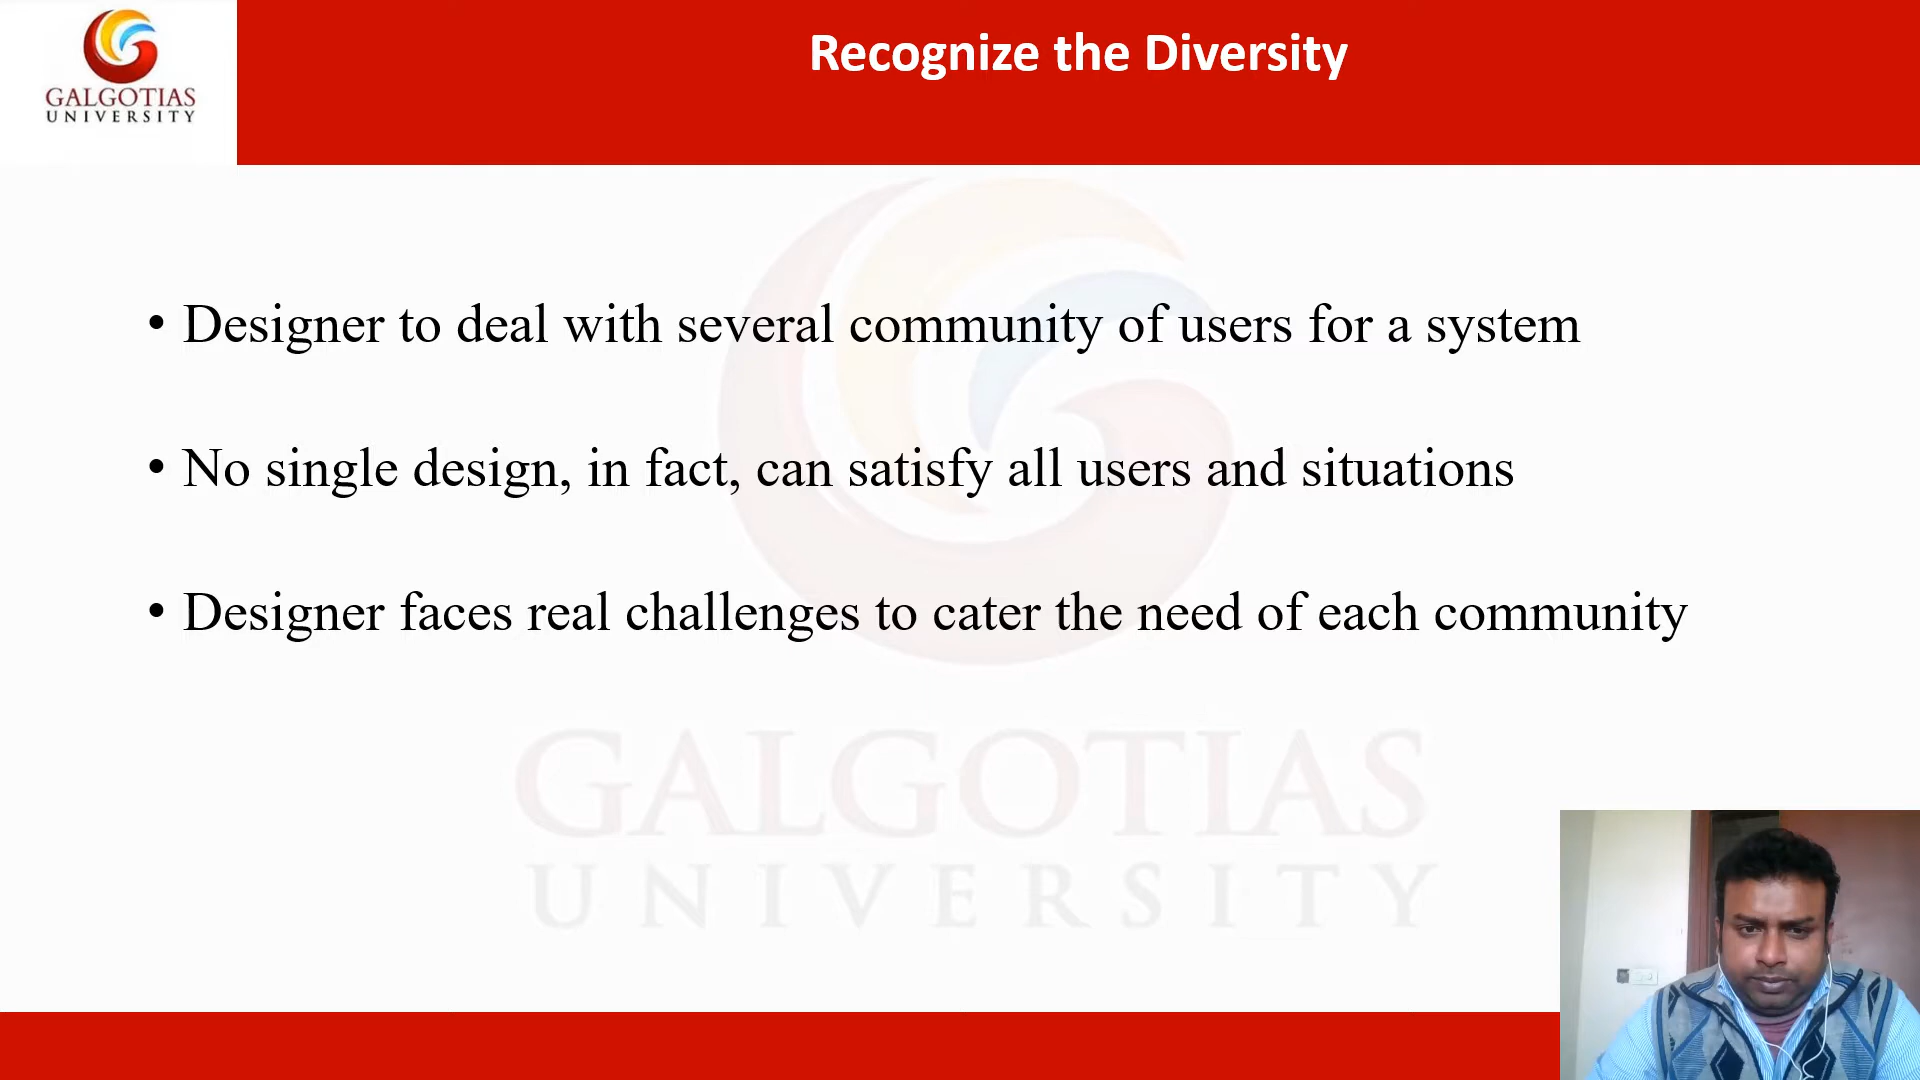 GALGOTIAS
UNIVERSITY
Recognize the Diversity
• Designer to deal with several community of users for a system
• No single design, in fact, can satisfy all users and situations
• Designer faces real challenges to cater the need of each community
GALGOTIAS
UNIVERSITY